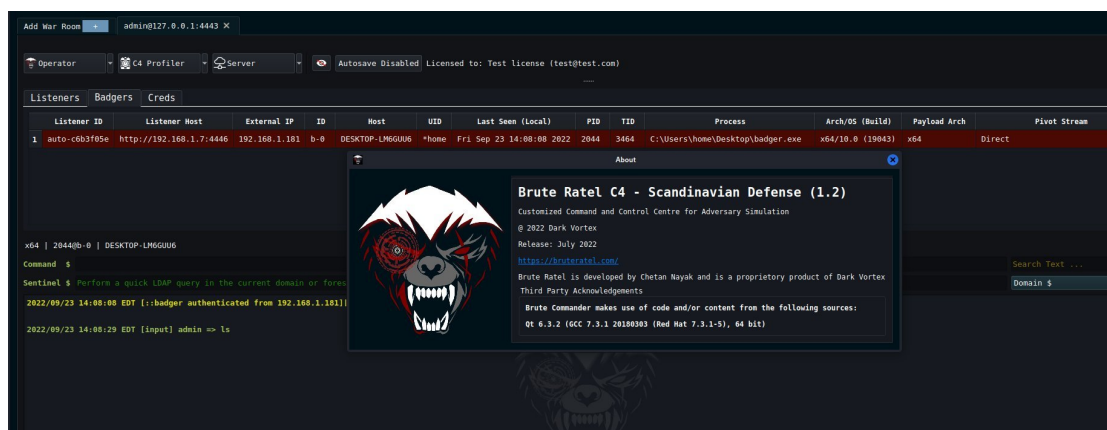 Add War Room + admin@127.0.0.1:4443 ×
Operator C4 Profiler Server Autosave Disabled Licensed to: Test license (test@test.com)
Listeners Badgers Creds
Listener ID Listener Host External IP ID Host UID Last Seen (Local) PID TID Process Arch/OS (Build) Payload Arch Pivot Stream
1 auto-c6b3f05e http://192.168.1.7:4446 192.168.1.181 b-0 DESKTOP-LM6GUU6 *home Fri Sep 23 14:08:08 2022 2044 3464 C:\Users\home\Desktop\badger.exe x64/10.0 (19043) x64 Direct
About
Brute Ratel C4 - Scandinavian Defense (1.2)
Customized Command and Control Centre for Adversary Simulation
@ 2022 Dark Vortex
Release: July 2022
https://bruteratel.com/
Brute Ratel is developed by Chetan Nayak and is a proprietory product of Dark Vortex
Third Party Acknowledgements
Brute Commander makes use of code and/or content from the following sources:
Qt 6.3.2 (GCC 7.3.1 20180303 (Red Hat 7.3.1-5), 64 bit)
x64 | 2044@b-0 | DESKTOP-LM6GUU6
Command $ Search Text ...
Sentinel $ Perform a quick LDAP query in the current domain or fores Domain $
2022/09/23 14:08:08 EDT [::badger authenticated from 192.168.1.181]|
2022/09/23 14:08:29 EDT [input] admin => ls